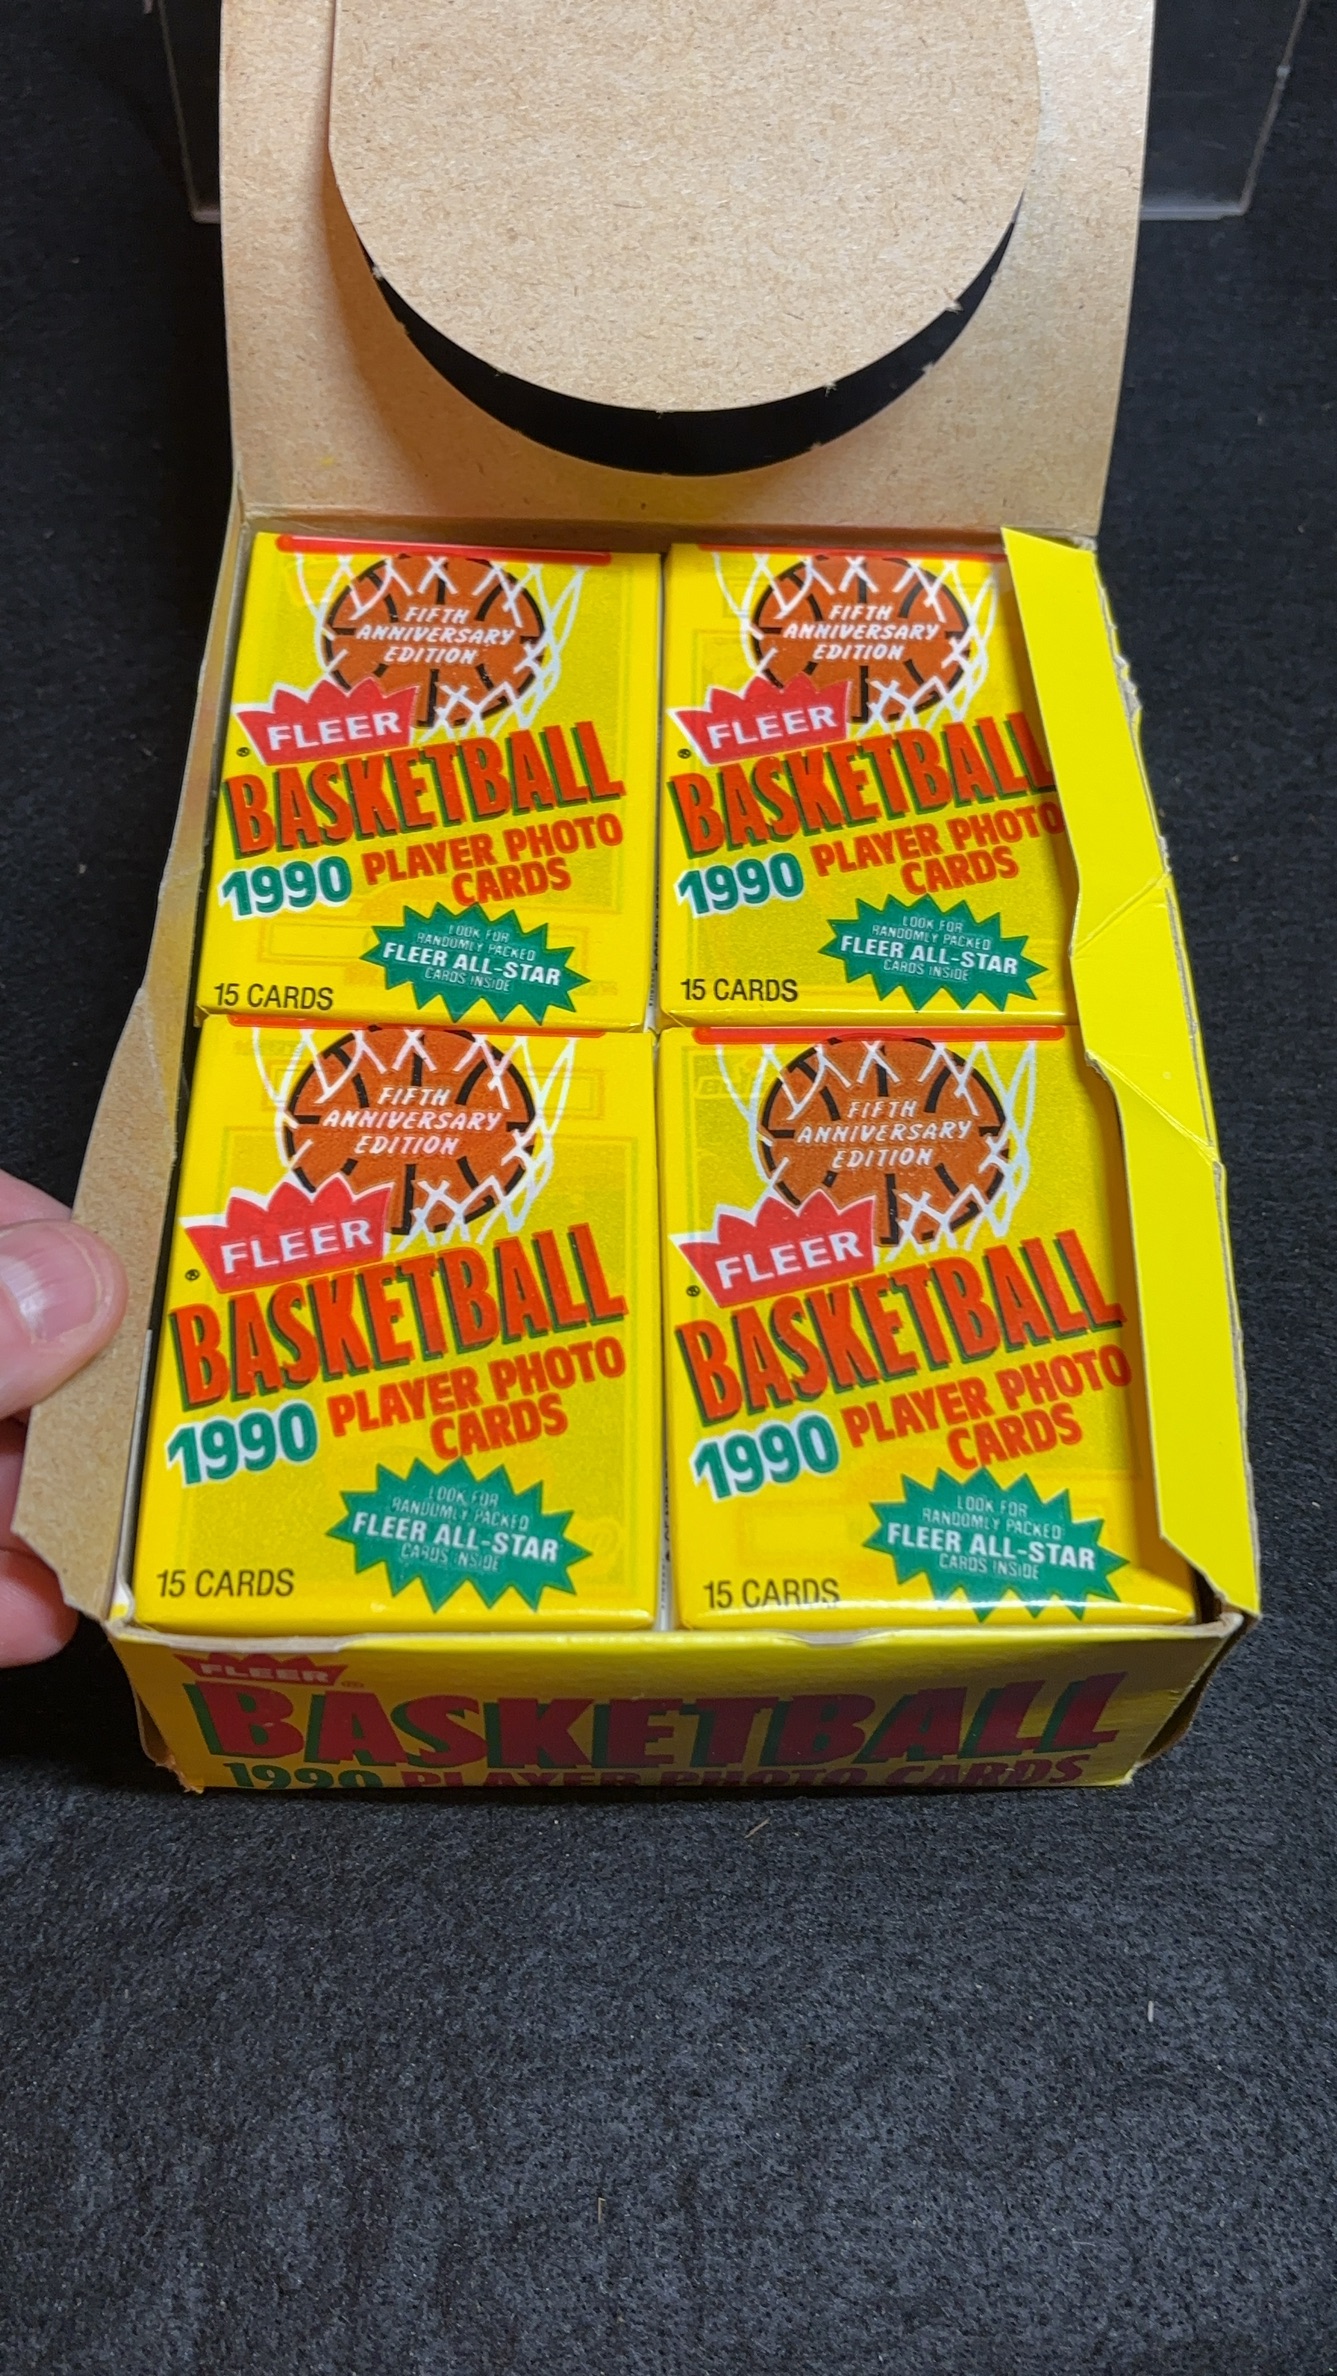 FIFTH
ANNIVERSARY
EDITION
FLEER
®
BASKETBALL
1990 PLAYER PHOTO
CARDS
LOOK FOR
RANDOMLY PACKED
FLEER ALL-STAR
CARDS INSIDE
15 CARDS
FIFTH
ANNIVERSARY
EDITION
FLEER
®
BASKETBALL
1990 PLAYER PHOTO
CARDS
LOOK FOR
RANDOMLY PACKED
FLEER ALL-STAR
CARDS INSIDE
15 CARDS
FIFTH
ANNIVERSARY
EDITION
FLEER
®
BASKETBALL
1990 PLAYER PHOTO
CARDS
LOOK FOR
RANDOMLY PACKED
FLEER ALL-STAR
CARDS INSIDE
15 CARDS
FIFTH
ANNIVERSARY
EDITION
FLEER
®
BASKETBALL
1990 PLAYER PHOTO
CARDS
LOOK FOR
RANDOMLY PACKED
FLEER ALL-STAR
CARDS INSIDE
15 CARDS
FLEER®
BASKETBALL
1990 PLAYER PHOTO CARDS